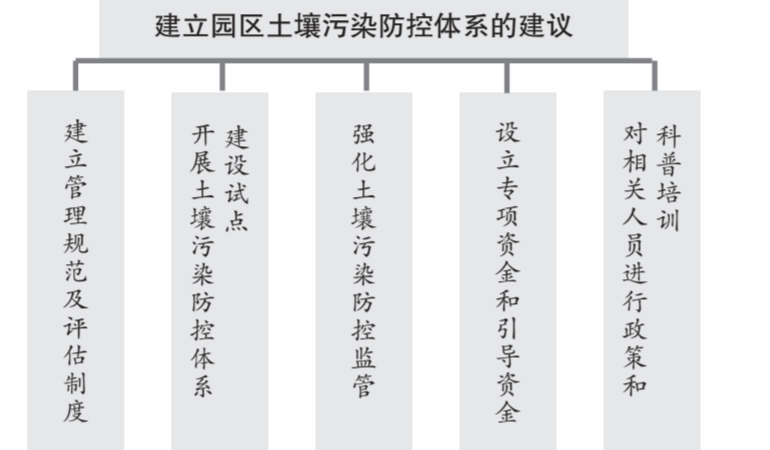 建立园区土壤污染防控体系的建议
建立管理规范及评估制度
开展土壤污染防控体系
建设试点
强化土壤污染防控监管
设立专项资金和引导资金
对相关人员进行政策和
科普培训